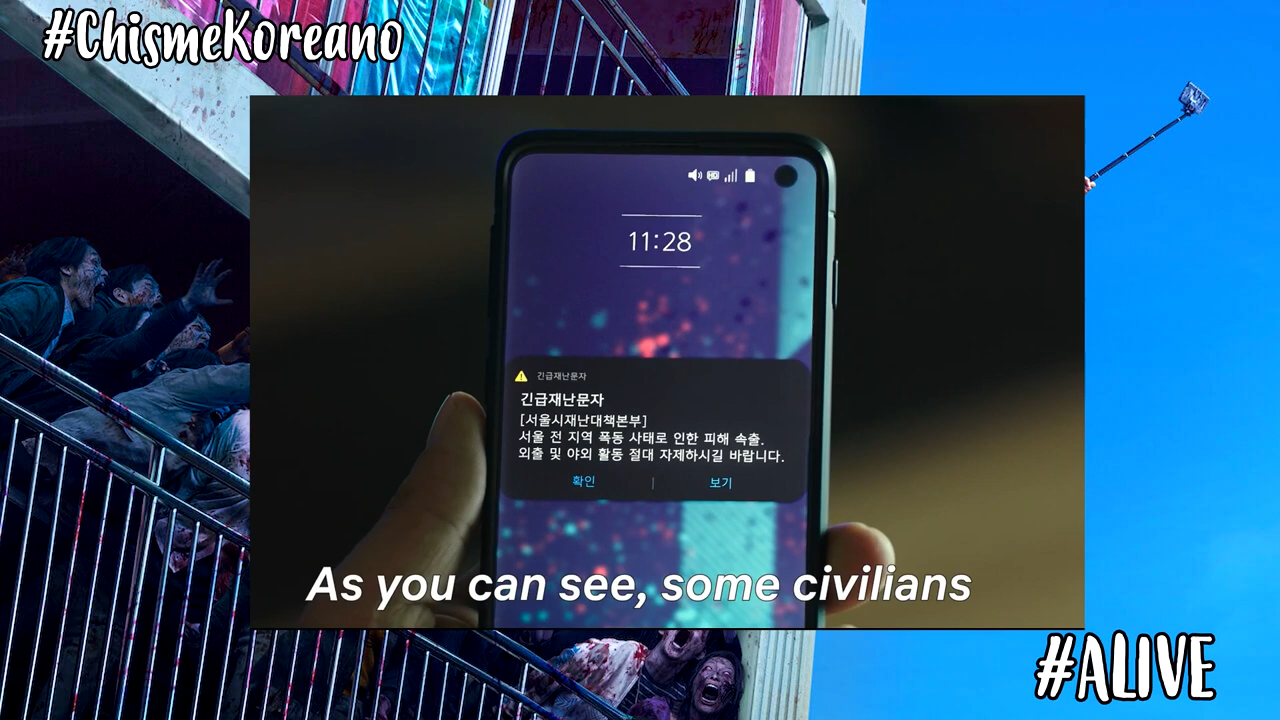 #ChismeKoreano
11:28
긴급재난문자
긴급재난문자
[서울시재난대책본부]
서울 전 지역 폭동 사태로 인한 피해 속출.
외출 및 야외 활동 절대 자제하시길 바랍니다.
확인 | 보기
As you can see, some civilians
#ALIVE